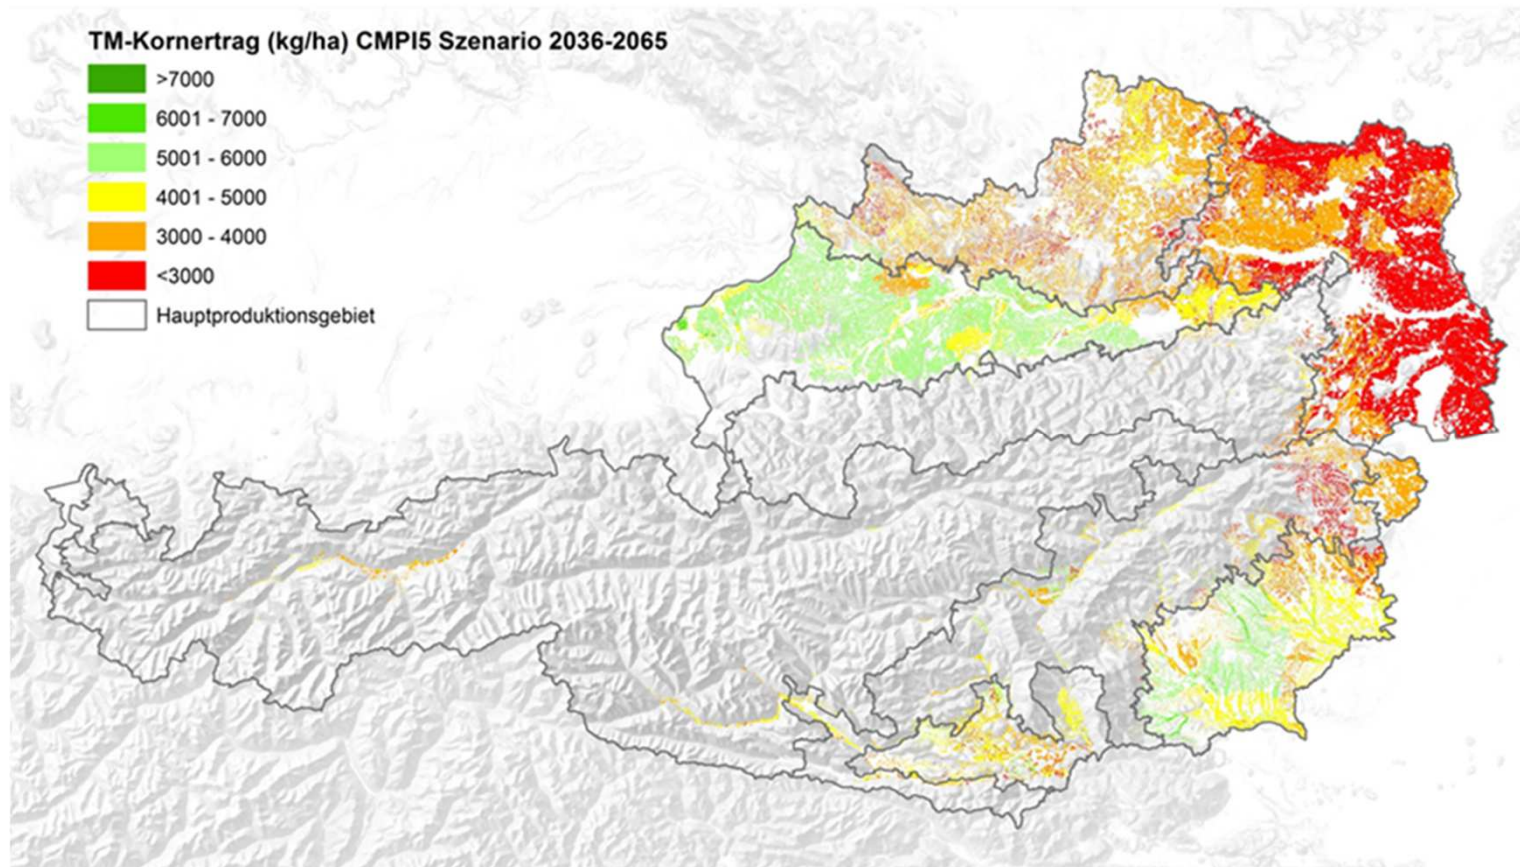 TM-Kornertrag (kg/ha) CMPI5 Szenario 2036-2065
>7000
6001 - 7000
5001 - 6000
4001 - 5000
3000 - 4000
<3000
Hauptproduktionsgebiet